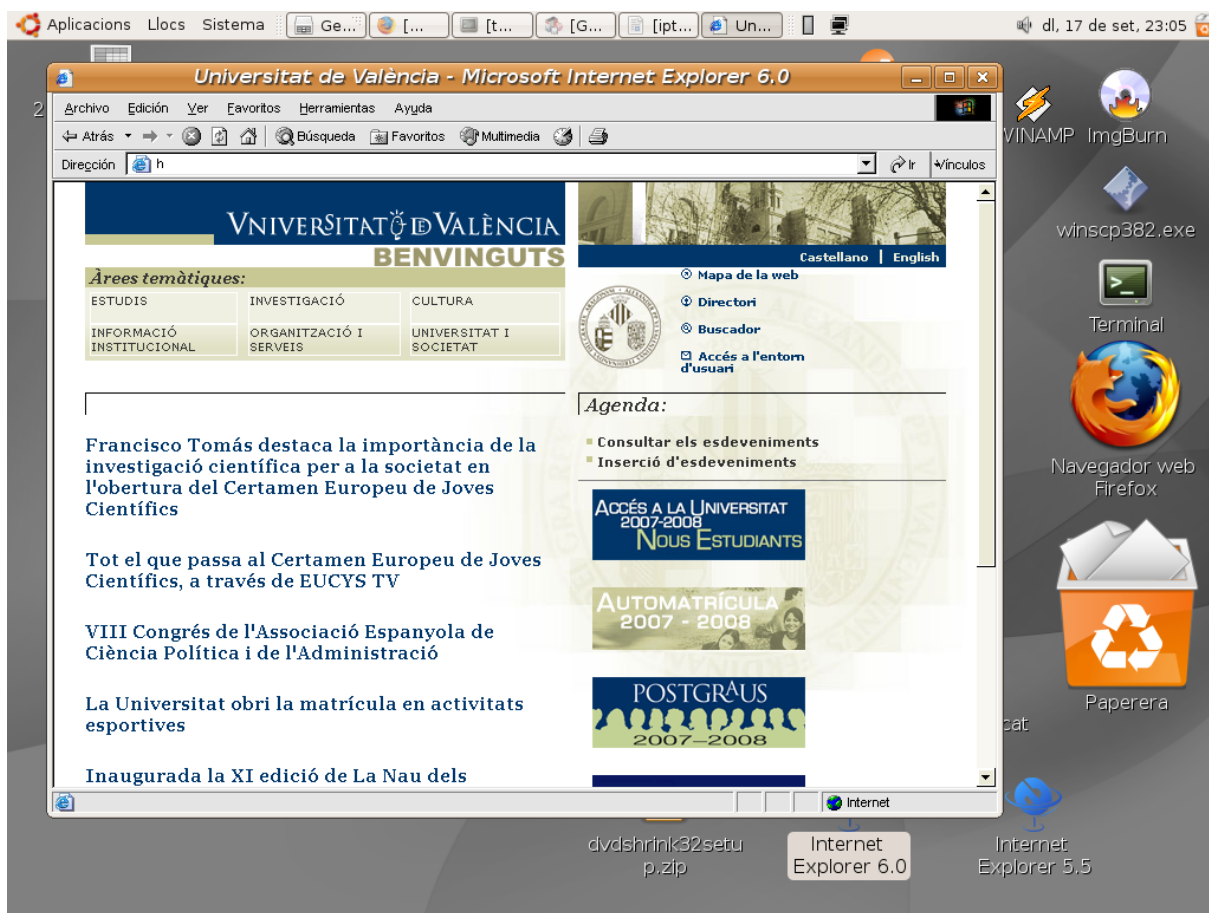 Aplicacions Llocs Sistema Ge... [... [t... [G... [ipt... Un... dl, 17 de set, 23:05
Universitat de València - Microsoft Internet Explorer 6.0
Archivo Edición Ver Favoritos Herramientas Ayuda
Atrás Búsqueda Favoritos Multimedia
Dirección h Ir Vínculos
VNIVERSITAT DE VALÈNCIA
BENVINGUTS
Castellano | English
Àrees temàtiques:
ESTUDIS INVESTIGACIÓ CULTURA
INFORMACIÓ INSTITUCIONAL ORGANITZACIÓ I SERVEIS UNIVERSITAT I SOCIETAT
Mapa de la web
Directori
Buscador
Accés a l'entorn
d'usuari
Francisco Tomás destaca la importància de la
investigació científica per a la societat en
l'obertura del Certamen Europeu de Joves
Científics
Tot el que passa al Certamen Europeu de Joves
Científics, a través de EUCYS TV
VIII Congrés de l'Associació Espanyola de
Ciència Política i de l'Administració
La Universitat obri la matrícula en activitats
esportives
Inaugurada la XI edició de La Nau dels
Agenda:
Consultar els esdeveniments
Inserció d'esdeveniments
ACCÉS A LA UNIVERSITAT
2007-2008
NOUS ESTUDIANTS
AUTOMATRÍCULA
2007 - 2008
POSTGRAUS
2007-2008
Internet
2
WINAMP
ImgBurn
winscp382.exe
Terminal
Navegador web
Firefox
Paperera
cat
dvdshrink32setu
p.zip
Internet
Explorer 6.0
Internet
Explorer 5.5